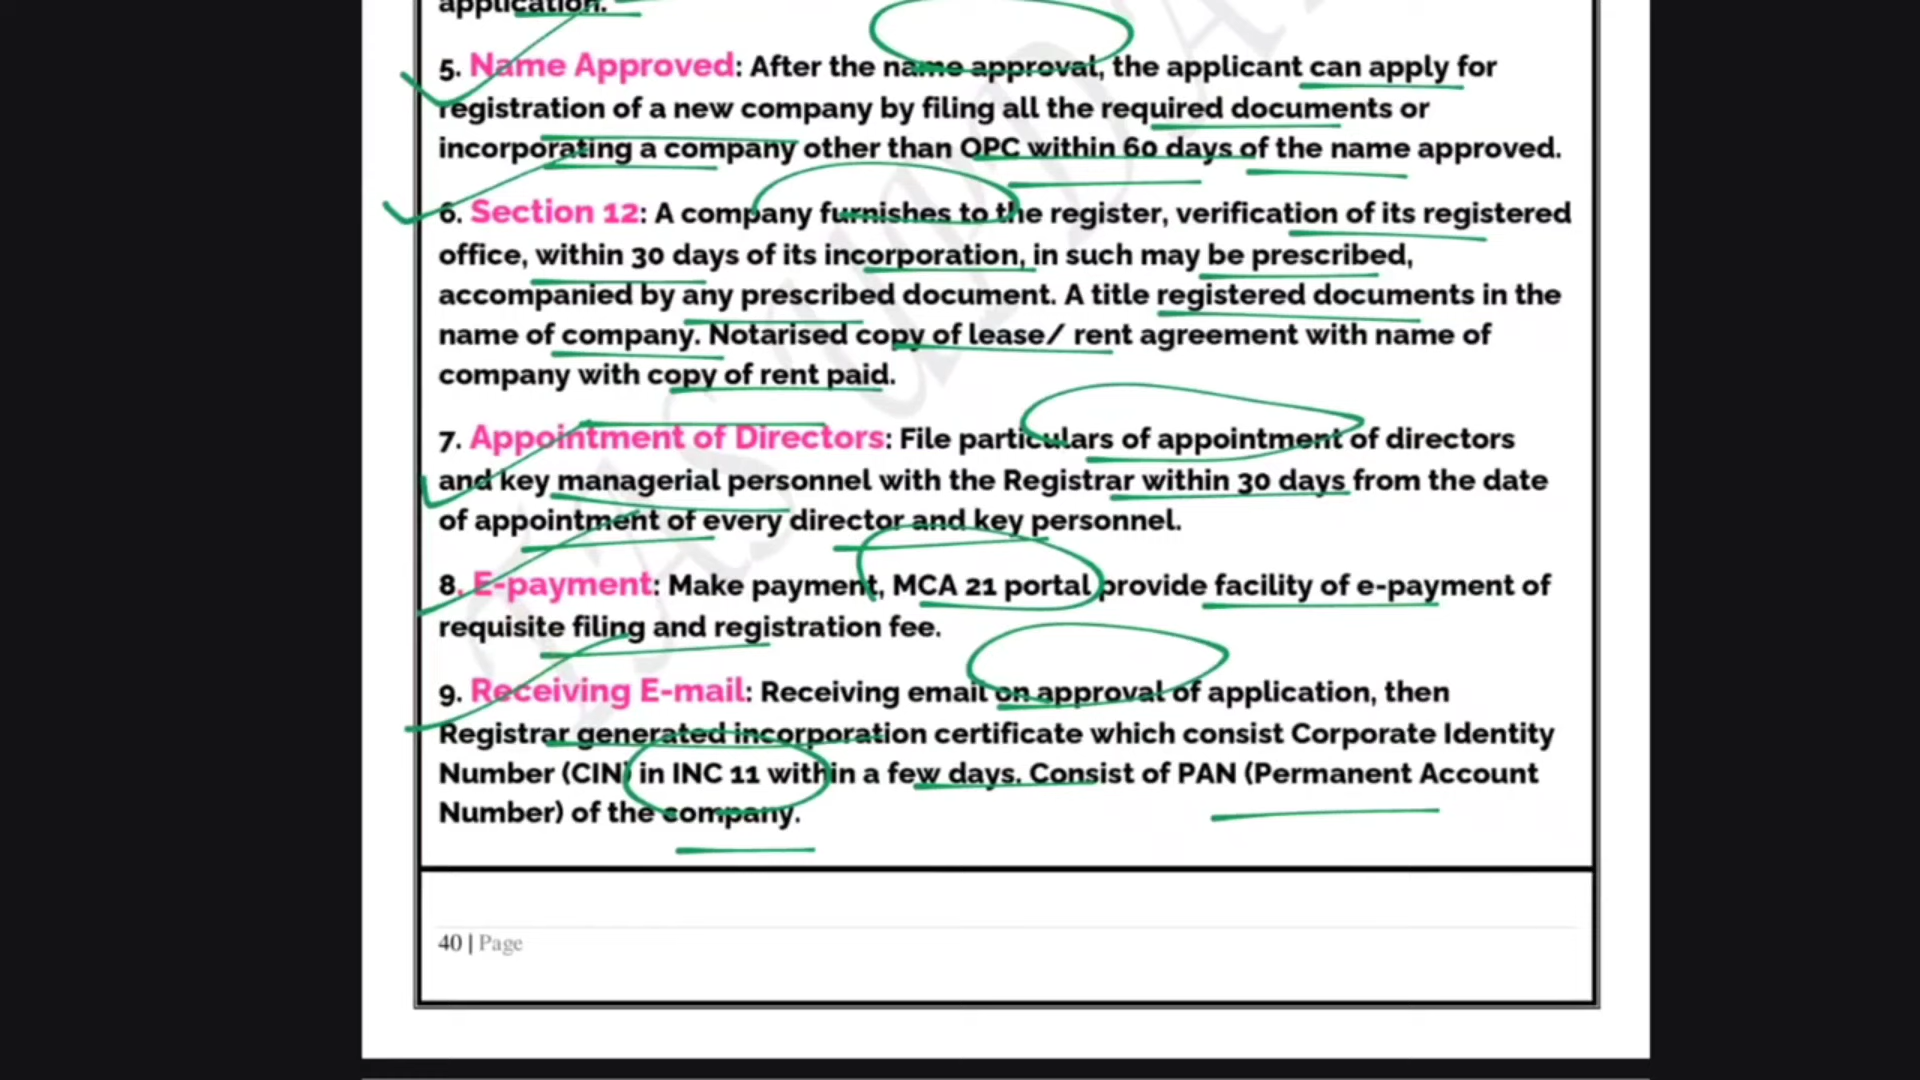 application.
5. Name Approved: After the name approval, the applicant can apply for
registration of a new company by filing all the required documents or
incorporating a company other than OPC within 60 days of the name approved.
6. Section 12: A company furnishes to the register, verification of its registered
office, within 30 days of its incorporation, in such may be prescribed,
accompanied by any prescribed document. A title registered documents in the
name of company. Notarised copy of lease/ rent agreement with name of
company with copy of rent paid.
7. Appointment of Directors: File particulars of appointment of directors
and key managerial personnel with the Registrar within 30 days from the date
of appointment of every director and key personnel.
8. E-payment: Make payment, MCA 21 portal provide facility of e-payment of
requisite filing and registration fee.
9. Receiving E-mail: Receiving email on approval of application, then
Registrar generated incorporation certificate which consist Corporate Identity
Number (CIN) in INC 11 within a few days. Consist of PAN (Permanent Account
Number) of the company.
40 | Page